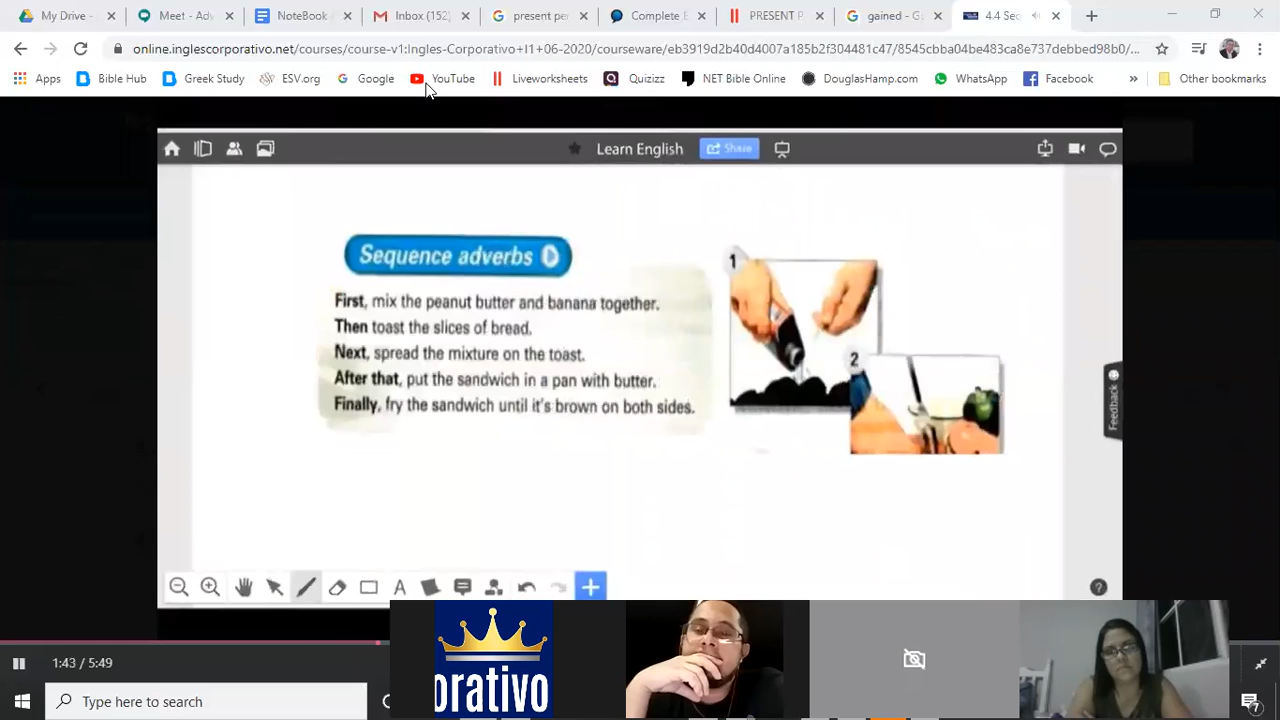 My Drive -
Meet - Adv
NoteBook
Inbox (152)
present pe
Complete E
PRESENT P
gained - G
4.4 Sec
online.inglescorporativo.net/courses/course-v1:Ingles-Corporativo+I1+06-2020/courseware/eb3919d2b40d4007a185b2f304481c47/8545cbba04be483ca8e737debbed98b0/...
Apps
Bible Hub
Greek Study
ESV.org
Google
YouTube
Liveworksheets
Quizizz
NET Bible Online
DouglasHamp.com
WhatsApp
Facebook
»
Other bookmarks
Learn English
Share
Sequence adverbs
First, mix the peanut butter and banana together.
Then toast the slices of bread.
Next, spread the mixture on the toast.
After that, put the sandwich in a pan with butter.
Finally, fry the sandwich until it's brown on both sides.
1
2
Feedback
A
orativo
1:43 / 5:49
Type here to search
7